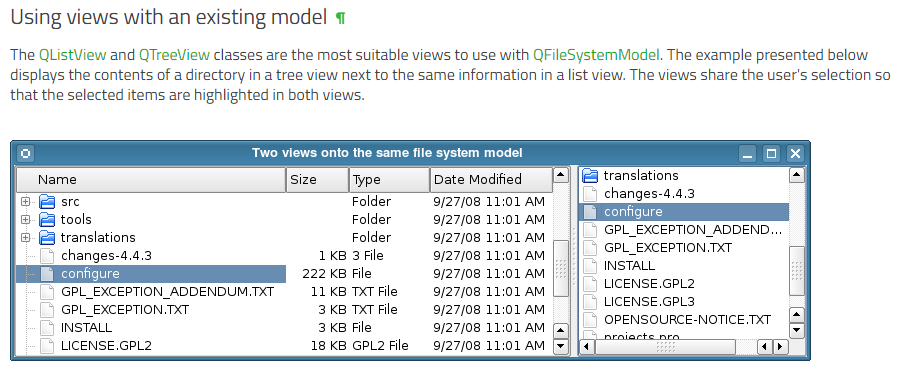 Using views with an existing model ¶
The QListView and QTreeView classes are the most suitable views to use with QFileSystemModel. The example presented below
displays the contents of a directory in a tree view next to the same information in a list view. The views share the user's selection so
that the selected items are highlighted in both views.
Two views onto the same file system model
Name Size Type Date Modified
src Folder 9/27/08 11:01 AM
tools Folder 9/27/08 11:01 AM
translations Folder 9/27/08 11:01 AM
changes-4.4.3 1 KB 3 File 9/27/08 11:01 AM
configure 222 KB File 9/27/08 11:01 AM
GPL_EXCEPTION_ADDENDUM.TXT 11 KB TXT File 9/27/08 11:01 AM
GPL_EXCEPTION.TXT 3 KB TXT File 9/27/08 11:01 AM
INSTALL 3 KB File 9/27/08 11:01 AM
LICENSE.GPL2 18 KB GPL2 File 9/27/08 11:01 AM
translations
changes-4.4.3
configure
GPL_EXCEPTION_ADDEND...
GPL_EXCEPTION.TXT
INSTALL
LICENSE.GPL2
LICENSE.GPL3
OPENSOURCE-NOTICE.TXT
projects.pro